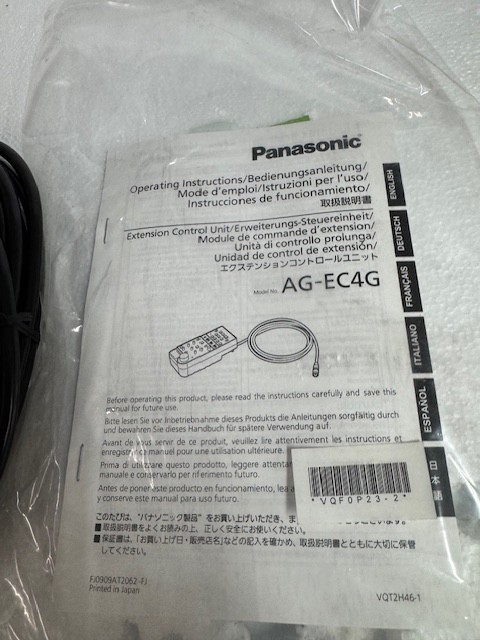 Panasonic
Operating Instructions/Bedienungsanleitung/
Mode d'emploi/Istruzioni per l'uso/
Instrucciones de funcionamiento/
取扱説明書
Extension Control Unit/Erweiterungs-Steuereinheit/
Module de commande d'extension/
Unità di controllo prolunga/
Unidad de control de extensión/
エクステンションコントロールユニット
Model No. AG-EC4G
ENGLISH
DEUTSCH
FRANÇAIS
ITALIANO
ESPAÑOL
日本語
Before operating this product, please read the instructions carefully and save this
manual for future use.
Bitte lesen Sie vor Inbetriebnahme dieses Produkts die Anleitungen sorgfältig durch
und bewahren Sie dieses Handbuch für spätere Verwendung auf.
Avant de vous servir de ce produit, veuillez lire attentivement les instructions et
enregistrez ce manuel pour une utilisation ultérieure.
Prima di utilizzare questo prodotto, leggere
manuale e conservarlo per riferimento futuro.
Antes de poner este producto en funcionamiento, lea
y conserve este manual para uso futuro.
*VQF0P23-2*
このたびは、"パナソニック製品"をお買い上げいただき、
■取扱説明書をよくお読みの上、正しく安全にお使いください。
■保証書は、「お買い上げ日・販売店名」などの記入を確かめ、取扱説明書とともに大切に保管
してください。
FJ0909AT2062-FJ
Printed in Japan
VQT2H46-1